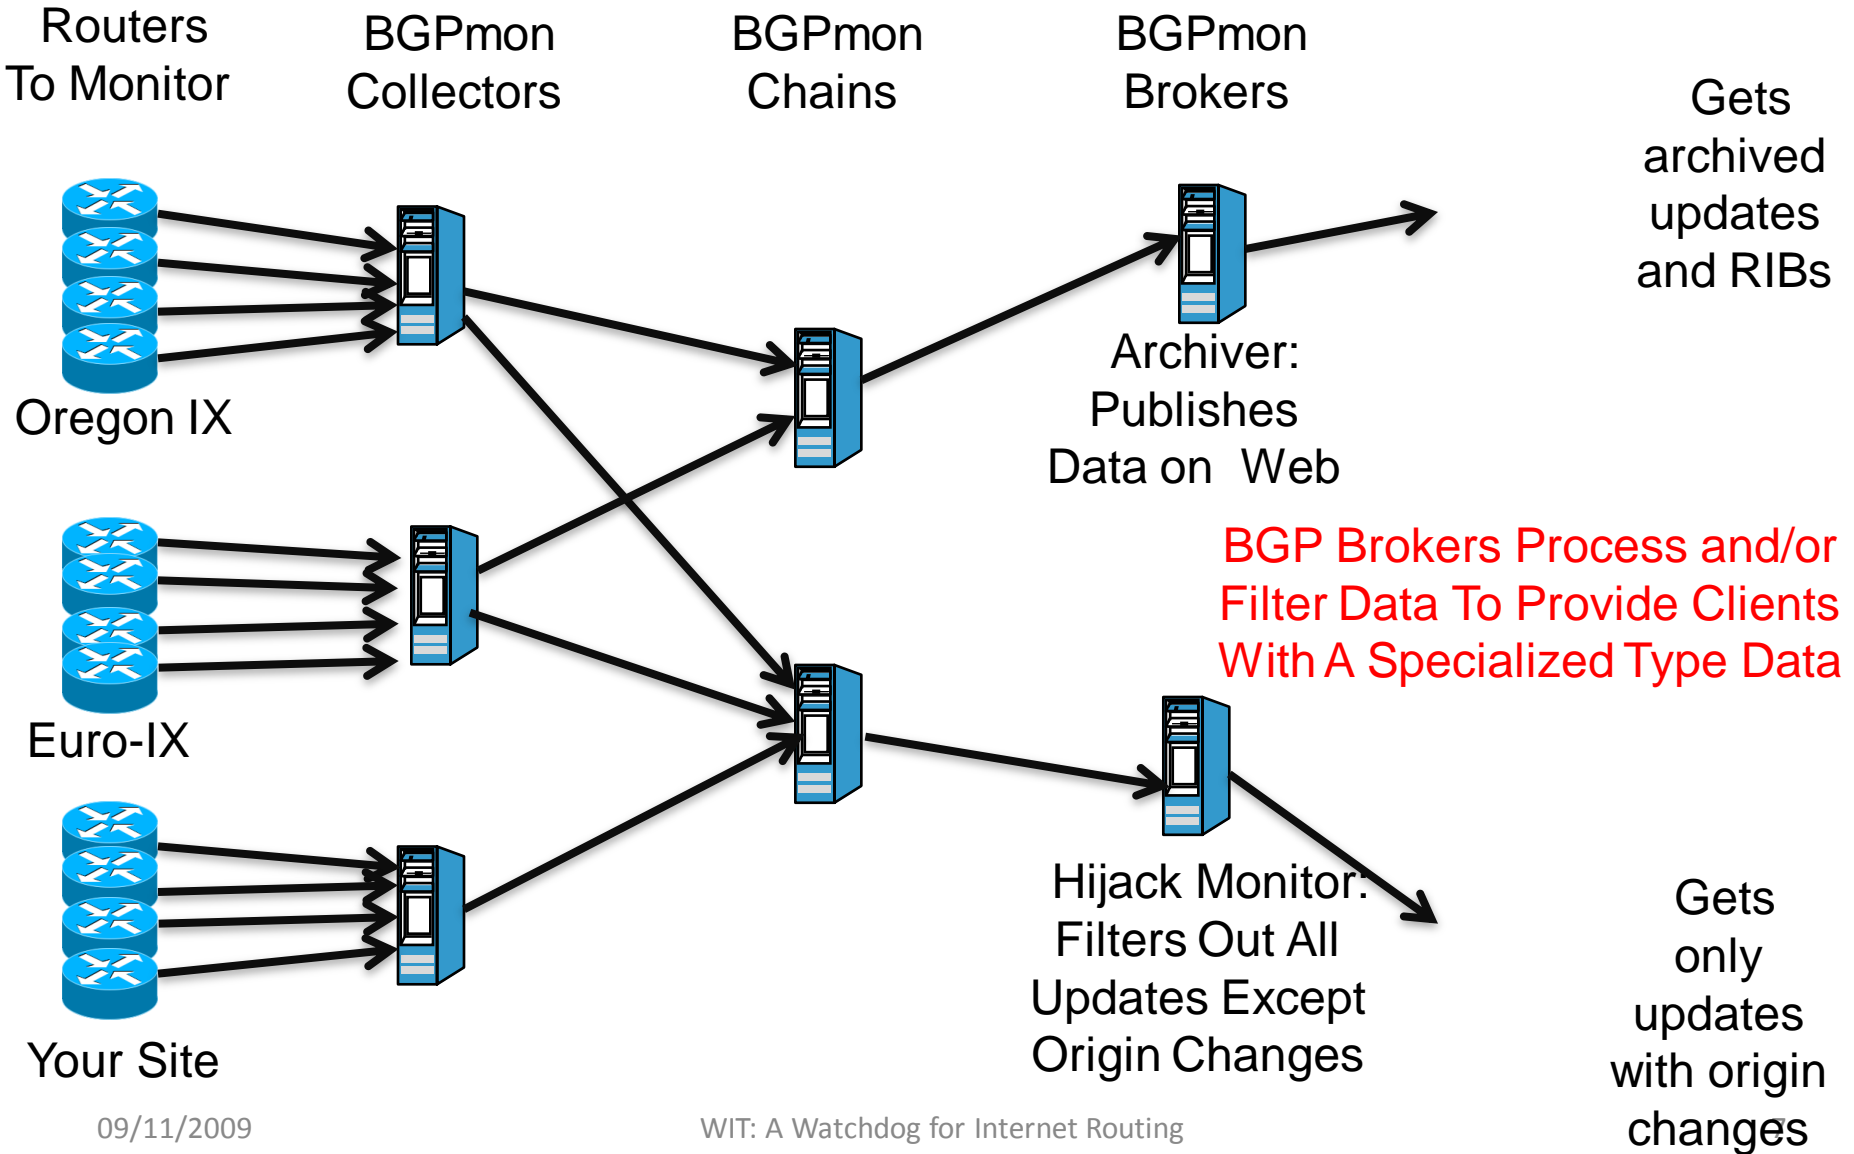 Routers
To Monitor
BGPmon
Collectors
BGPmon
Chains
BGPmon
Brokers
Gets
archived
updates
and RIBs
Oregon IX
Archiver:
Publishes
Data on Web
BGP Brokers Process and/or
Filter Data To Provide Clients
With A Specialized Type Data
Euro-IX
Hijack Monitor:
Filters Out All
Updates Except
Origin Changes
Gets
only
updates
with origin
changes
Your Site
09/11/2009
WIT: A Watchdog for Internet Routing
7